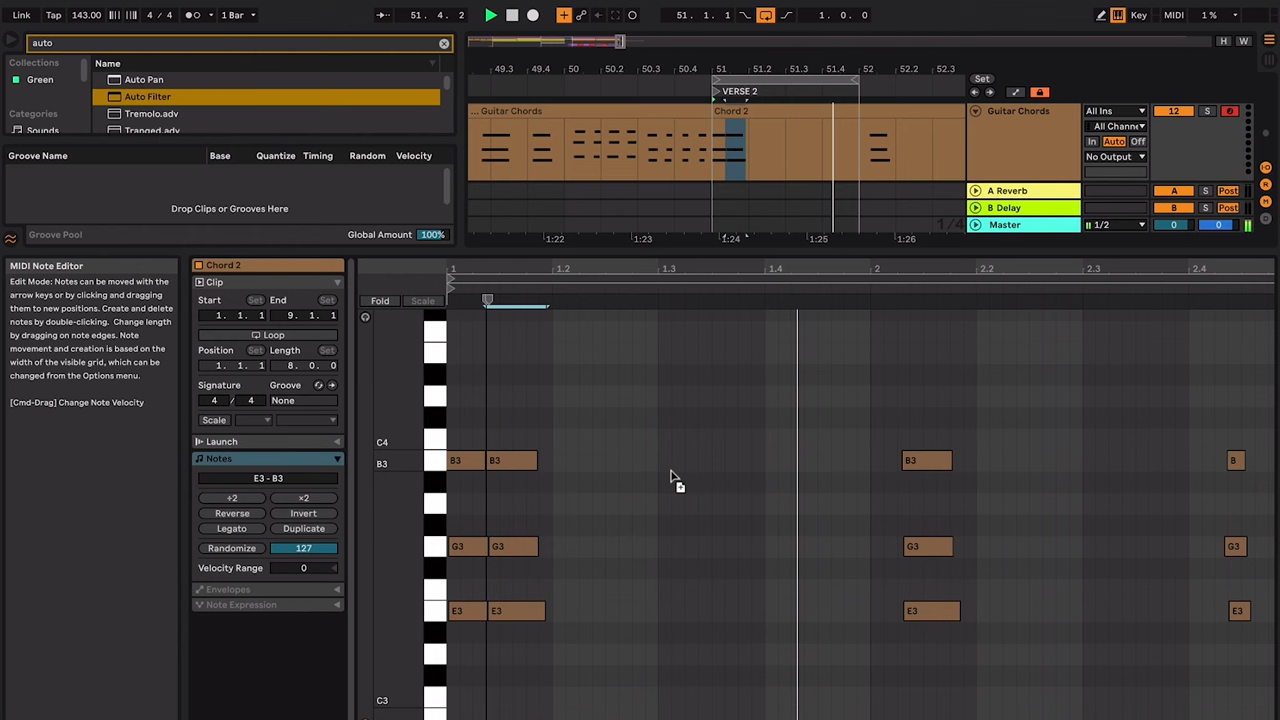 Link Tap 143.00 4 / 4 1 Bar 51. 4. 2 51. 1. 1 1. 0. 0 Key MIDI 1 %
auto
H W
Collections
Name
Green
Auto Pan
Auto Filter
Categories
Tremolo.adv
Sounds
Tranged.adv
49.3 49.4 50 50.2 50.3 50.4 51 51.2 51.3 51.4 52 52.2 52.3
Set
VERSE 2
... Guitar Chords
Chord 2
Guitar Chords
All Ins
12 S
All Channe
In Auto Off
No Output
Groove Name Base Quantize Timing Random Velocity
Drop Clips or Grooves Here
A Reverb A S Post
B Delay B S Post
1/4
Master 1/2 0 0
Groove Pool Global Amount 100%
1:22 1:23 1:24 1:25 1:26
MIDI Note Editor
Edit Mode: Notes can be moved with the
arrow keys or by clicking and dragging
them to new positions. Create and delete
notes by double-clicking. Change length
by dragging on note edges. Note
movement and creation is based on the
width of the visible grid, which can be
changed from the Options menu.
[Cmd-Drag] Change Note Velocity
Chord 2
Clip
Start Set End Set
1. 1. 1 9. 1. 1
Loop
Position Set Length Set
1. 1. 1 8. 0. 0
Signature Groove
4 / 4 None
Scale
Launch
Notes
E3 - B3
÷2 ×2
Reverse Invert
Legato Duplicate
Randomize 127
Velocity Range 0
Envelopes
Note Expression
1 1.2 1.3 1.4 2 2.2 2.3 2.4
Fold Scale
C4
B3
C3
B3 B3 B3 B
G3 G3 G3 G3
E3 E3 E3 E3